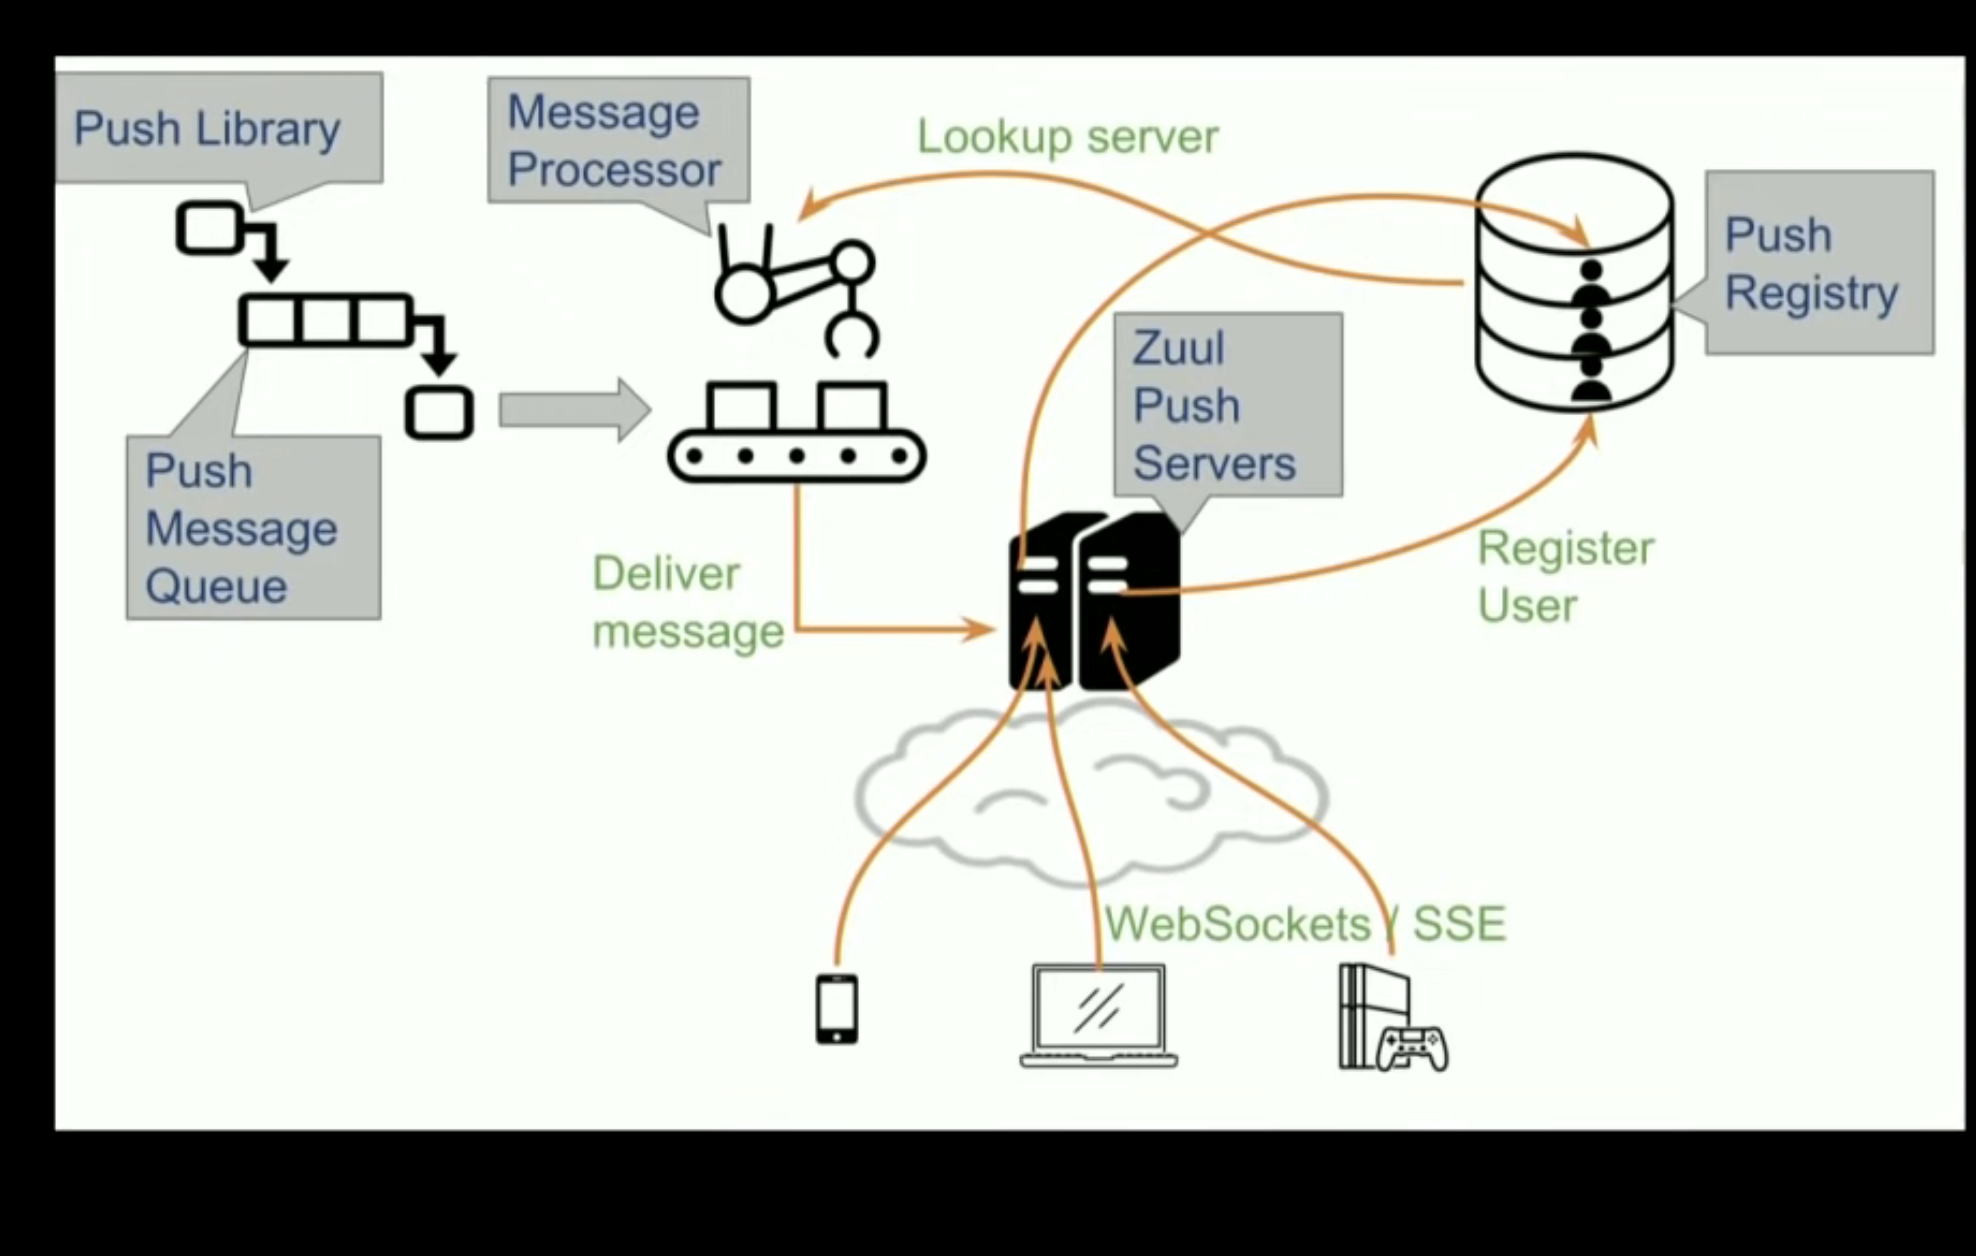 Push Library
Message
Processor
Lookup server
Push
Registry
Zuul
Push
Servers
Push
Message
Queue
Deliver
message
Register
User
WebSockets / SSE